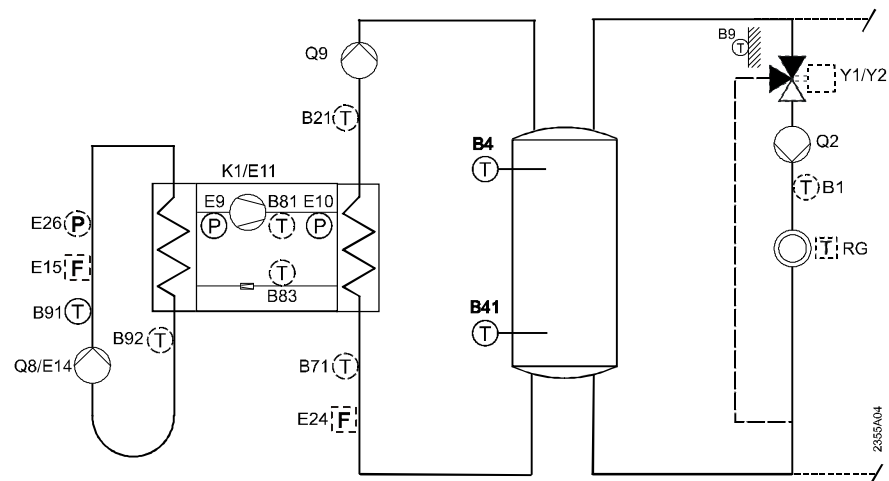 B9
T
Q9
Y1/Y2
B21 T
B4
T
Q2
K1/E11
E9 B81 E10
P T P
T B1
E26 P
T
T RG
E15 F
B83
B91 T
B41
T
B92 T
Q8/E14
B71 T
E24 F
2355A04